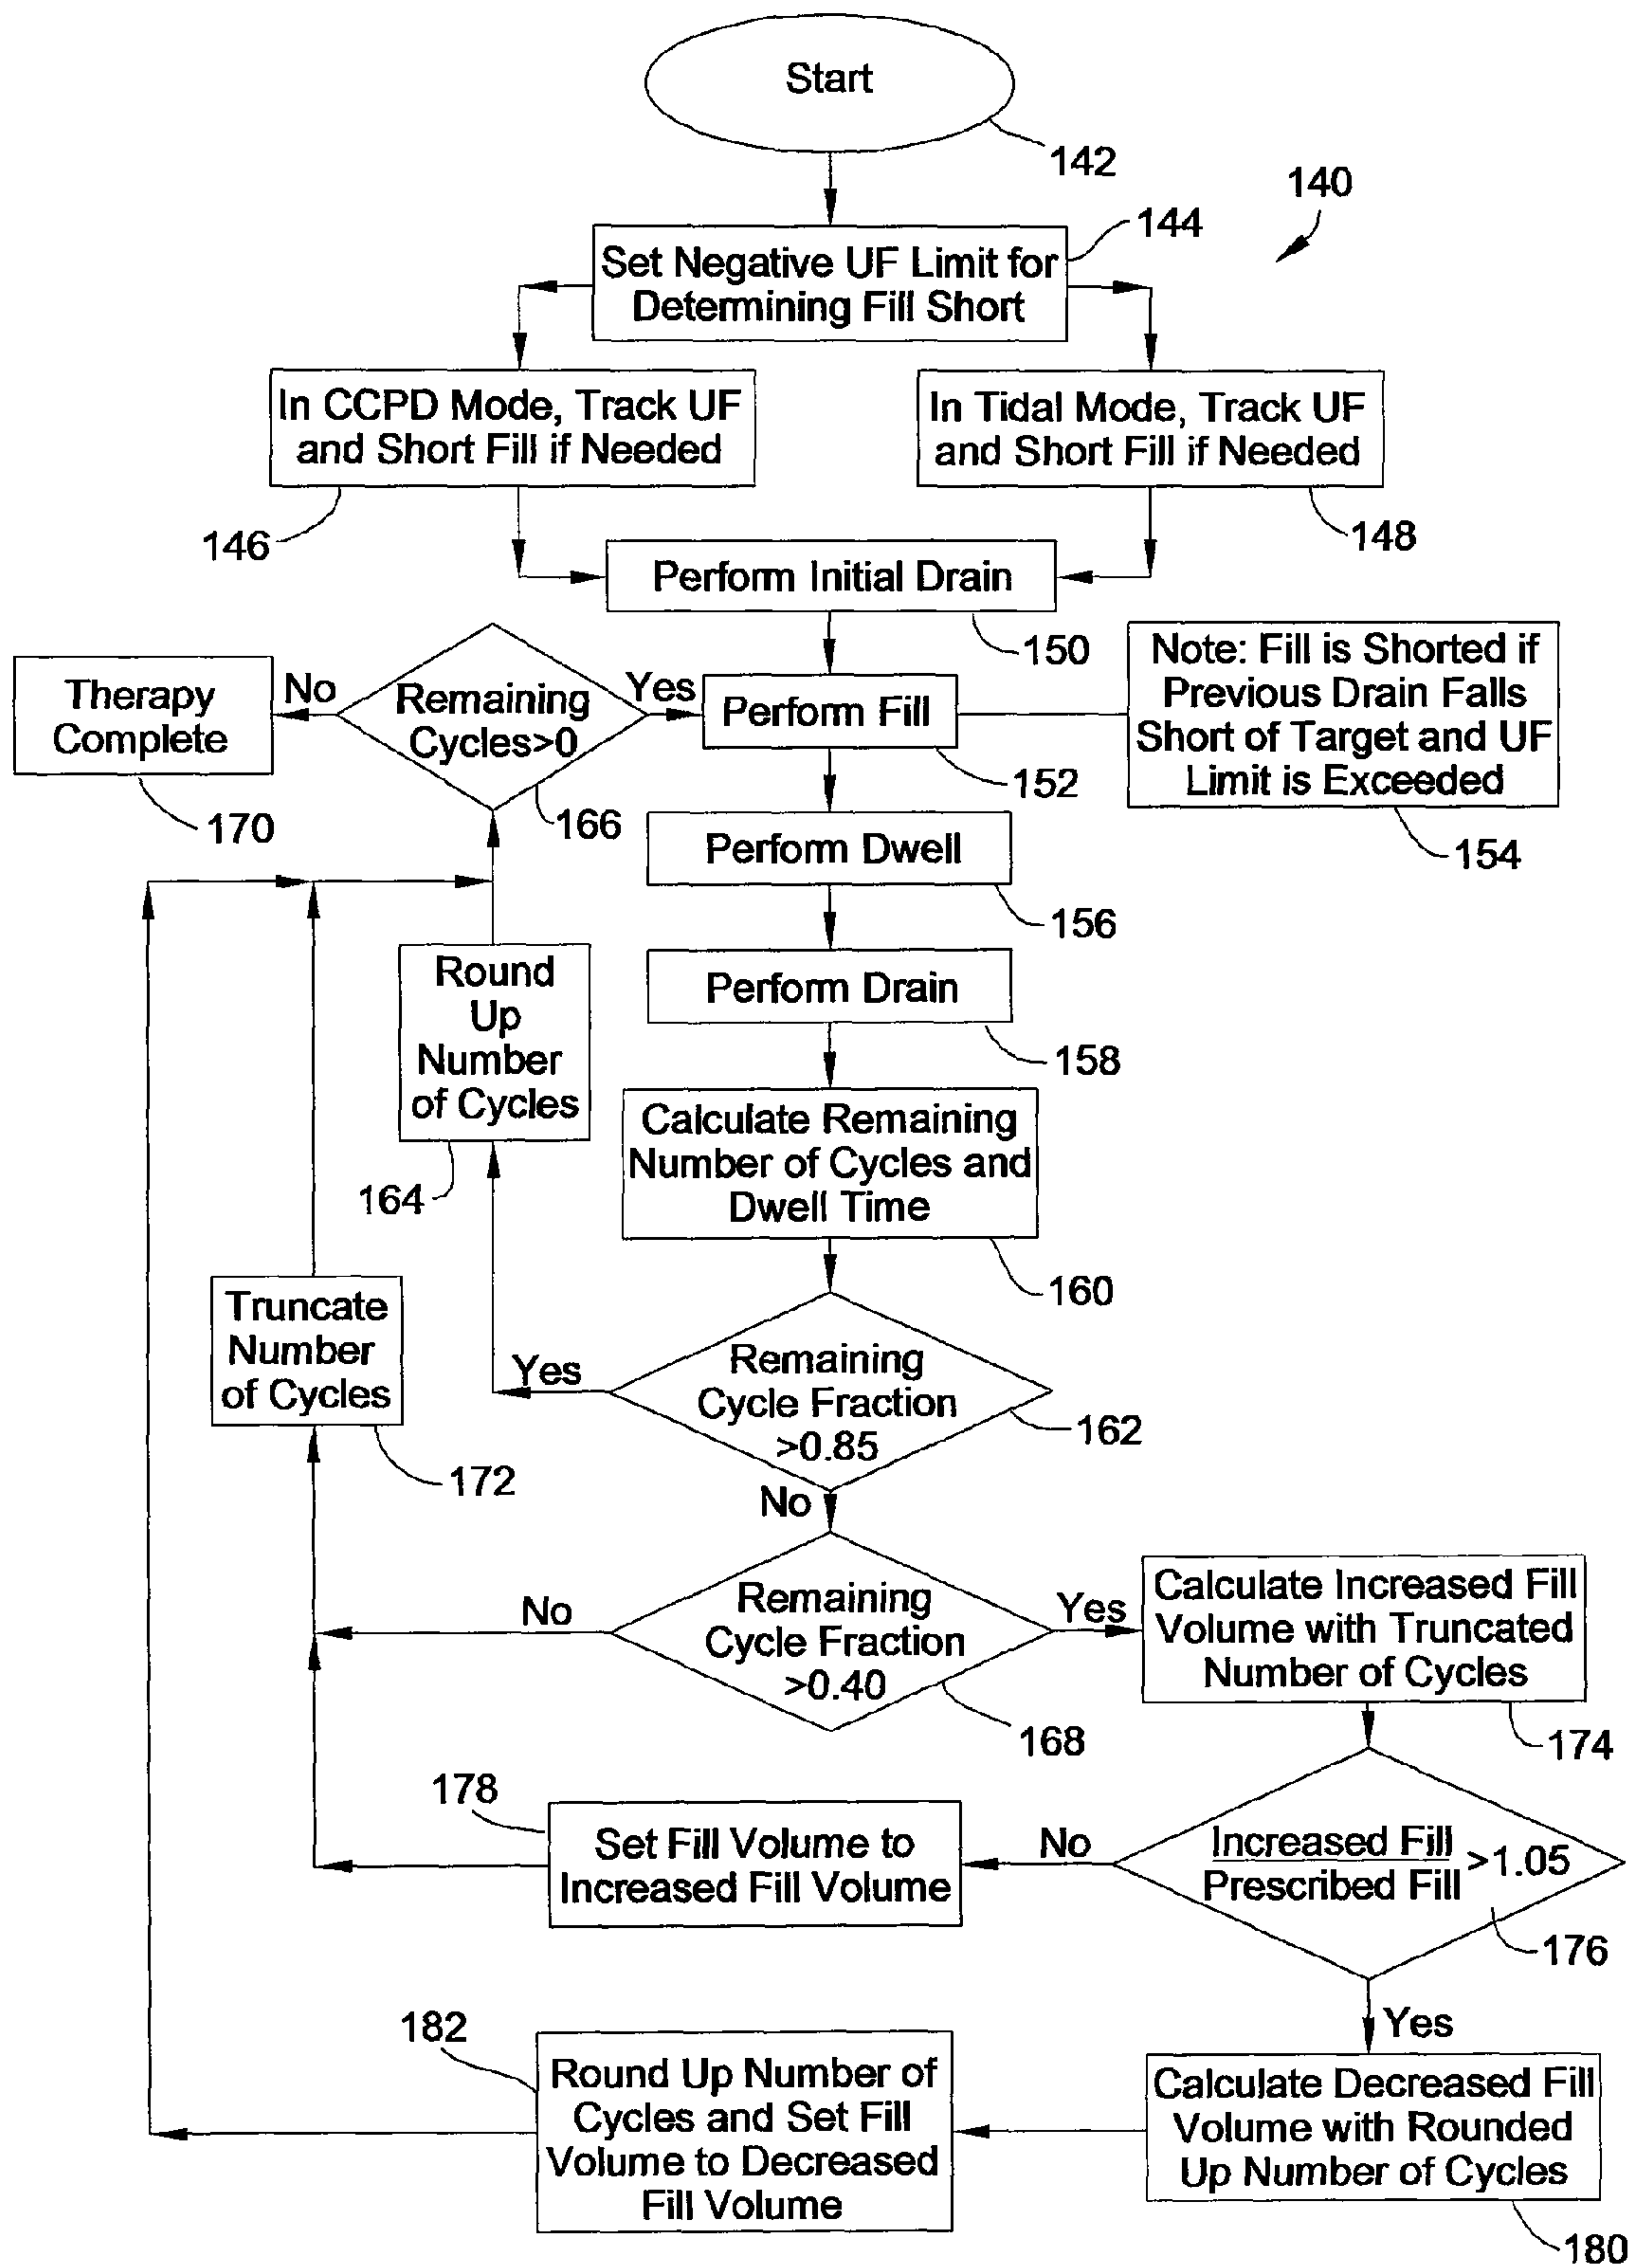 Start
142
140
144
Set Negative UF Limit for
Determining Fill Short
In CCPD Mode, Track UF
and Short Fill if Needed
In Tidal Mode, Track UF
and Short Fill if Needed
146
148
Perform Initial Drain
150
Therapy
Complete
170
No
Remaining
Cycles>0
166
Yes
Perform Fill
152
Note: Fill is Shorted if
Previous Drain Falls
Short of Target and UF
Limit is Exceeded
154
Perform Dwell
156
Round
Up
Number
of Cycles
164
Perform Drain
158
Calculate Remaining
Number of Cycles and
Dwell Time
160
Truncate
Number
of Cycles
172
Yes
Remaining
Cycle Fraction
>0.85
162
No
No
Remaining
Cycle Fraction
>0.40
168
Yes
Calculate Increased Fill
Volume with Truncated
Number of Cycles
174
178
Set Fill Volume to
Increased Fill Volume
No
Increased Fill
Prescribed Fill
>1.05
176
Yes
182
Round Up Number of
Cycles and Set Fill
Volume to Decreased
Fill Volume
Calculate Decreased Fill
Volume with Rounded
Up Number of Cycles
180